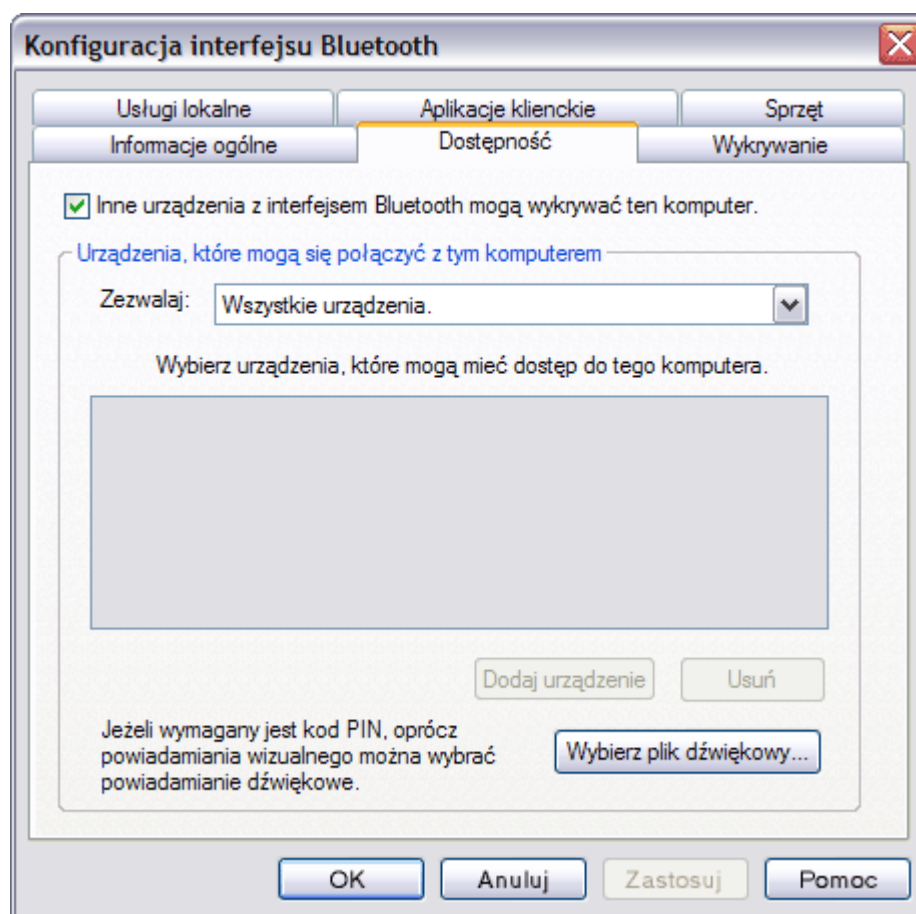 Konfiguracja interfejsu Bluetooth
Usługi lokalne Aplikacje klienckie Sprzęt
Informacje ogólne Dostępność Wykrywanie
Inne urządzenia z interfejsem Bluetooth mogą wykrywać ten komputer.
Urządzenia, które mogą się połączyć z tym komputerem
Zezwalaj: Wszystkie urządzenia.
Wybierz urządzenia, które mogą mieć dostęp do tego komputera.
Dodaj urządzenie Usuń
Jeżeli wymagany jest kod PIN, oprócz
powiadamiania wizualnego można wybrać
powiadamianie dźwiękowe.
Wybierz plik dźwiękowy...
OK Anuluj Zastosuj Pomoc